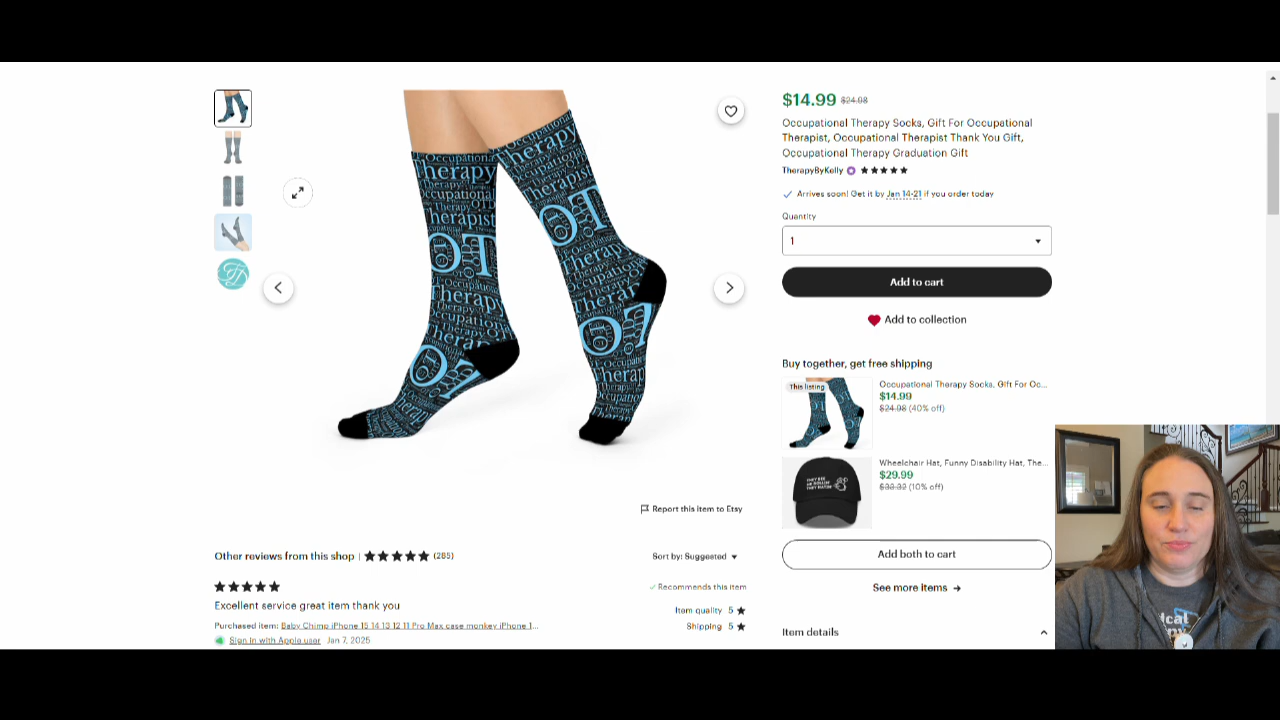 $14.99 $24.98
Occupational Therapy Socks, Gift For Occupational
Therapist, Occupational Therapist Thank You Gift,
Occupational Therapy Graduation Gift
TherapyByKelly
Arrives soon! Get it by Jan 14-21 if you order today
Quantity
1
Add to cart
Add to collection
Buy together, get free shipping
This listing
Occupational Therapy Socks, Gift For Oc...
$14.99
$24.98 (40% off)
Wheelchair Hat, Funny Disability Hat, The...
$29.99
$33.32 (10% off)
Add both to cart
See more items
Item details
Occupational
Therapy
Therapist
OT
Report this item to Etsy
Other reviews from this shop (285)
Sort by: Suggested
Recommends this item
Excellent service great item thank you
Item quality 5
Shipping 5
Purchased item: Baby Chimp iPhone 15 14 13 12 11 Pro Max case monkey iPhone 1...
Sign in with Apple user Jan 7, 2025